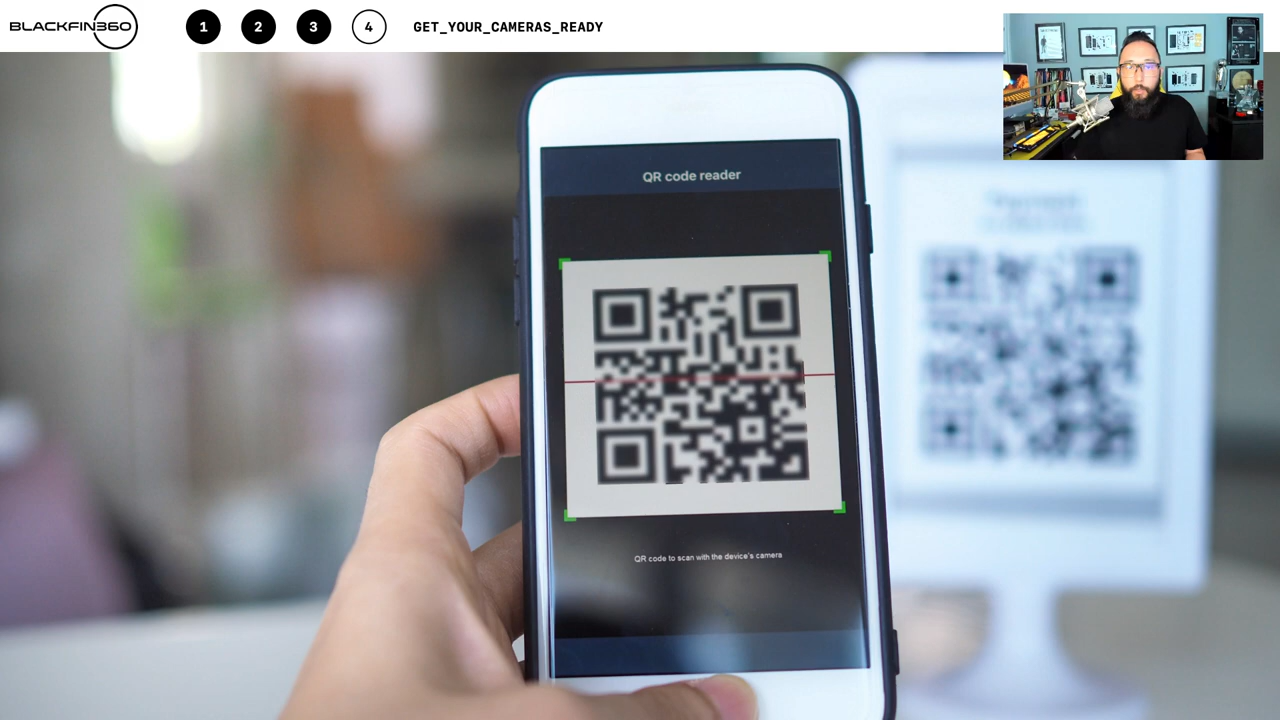 BLACKFIN360
1 2 3 4 GET_YOUR_CAMERAS_READY
QR code reader
QR code to scan with the device's camera